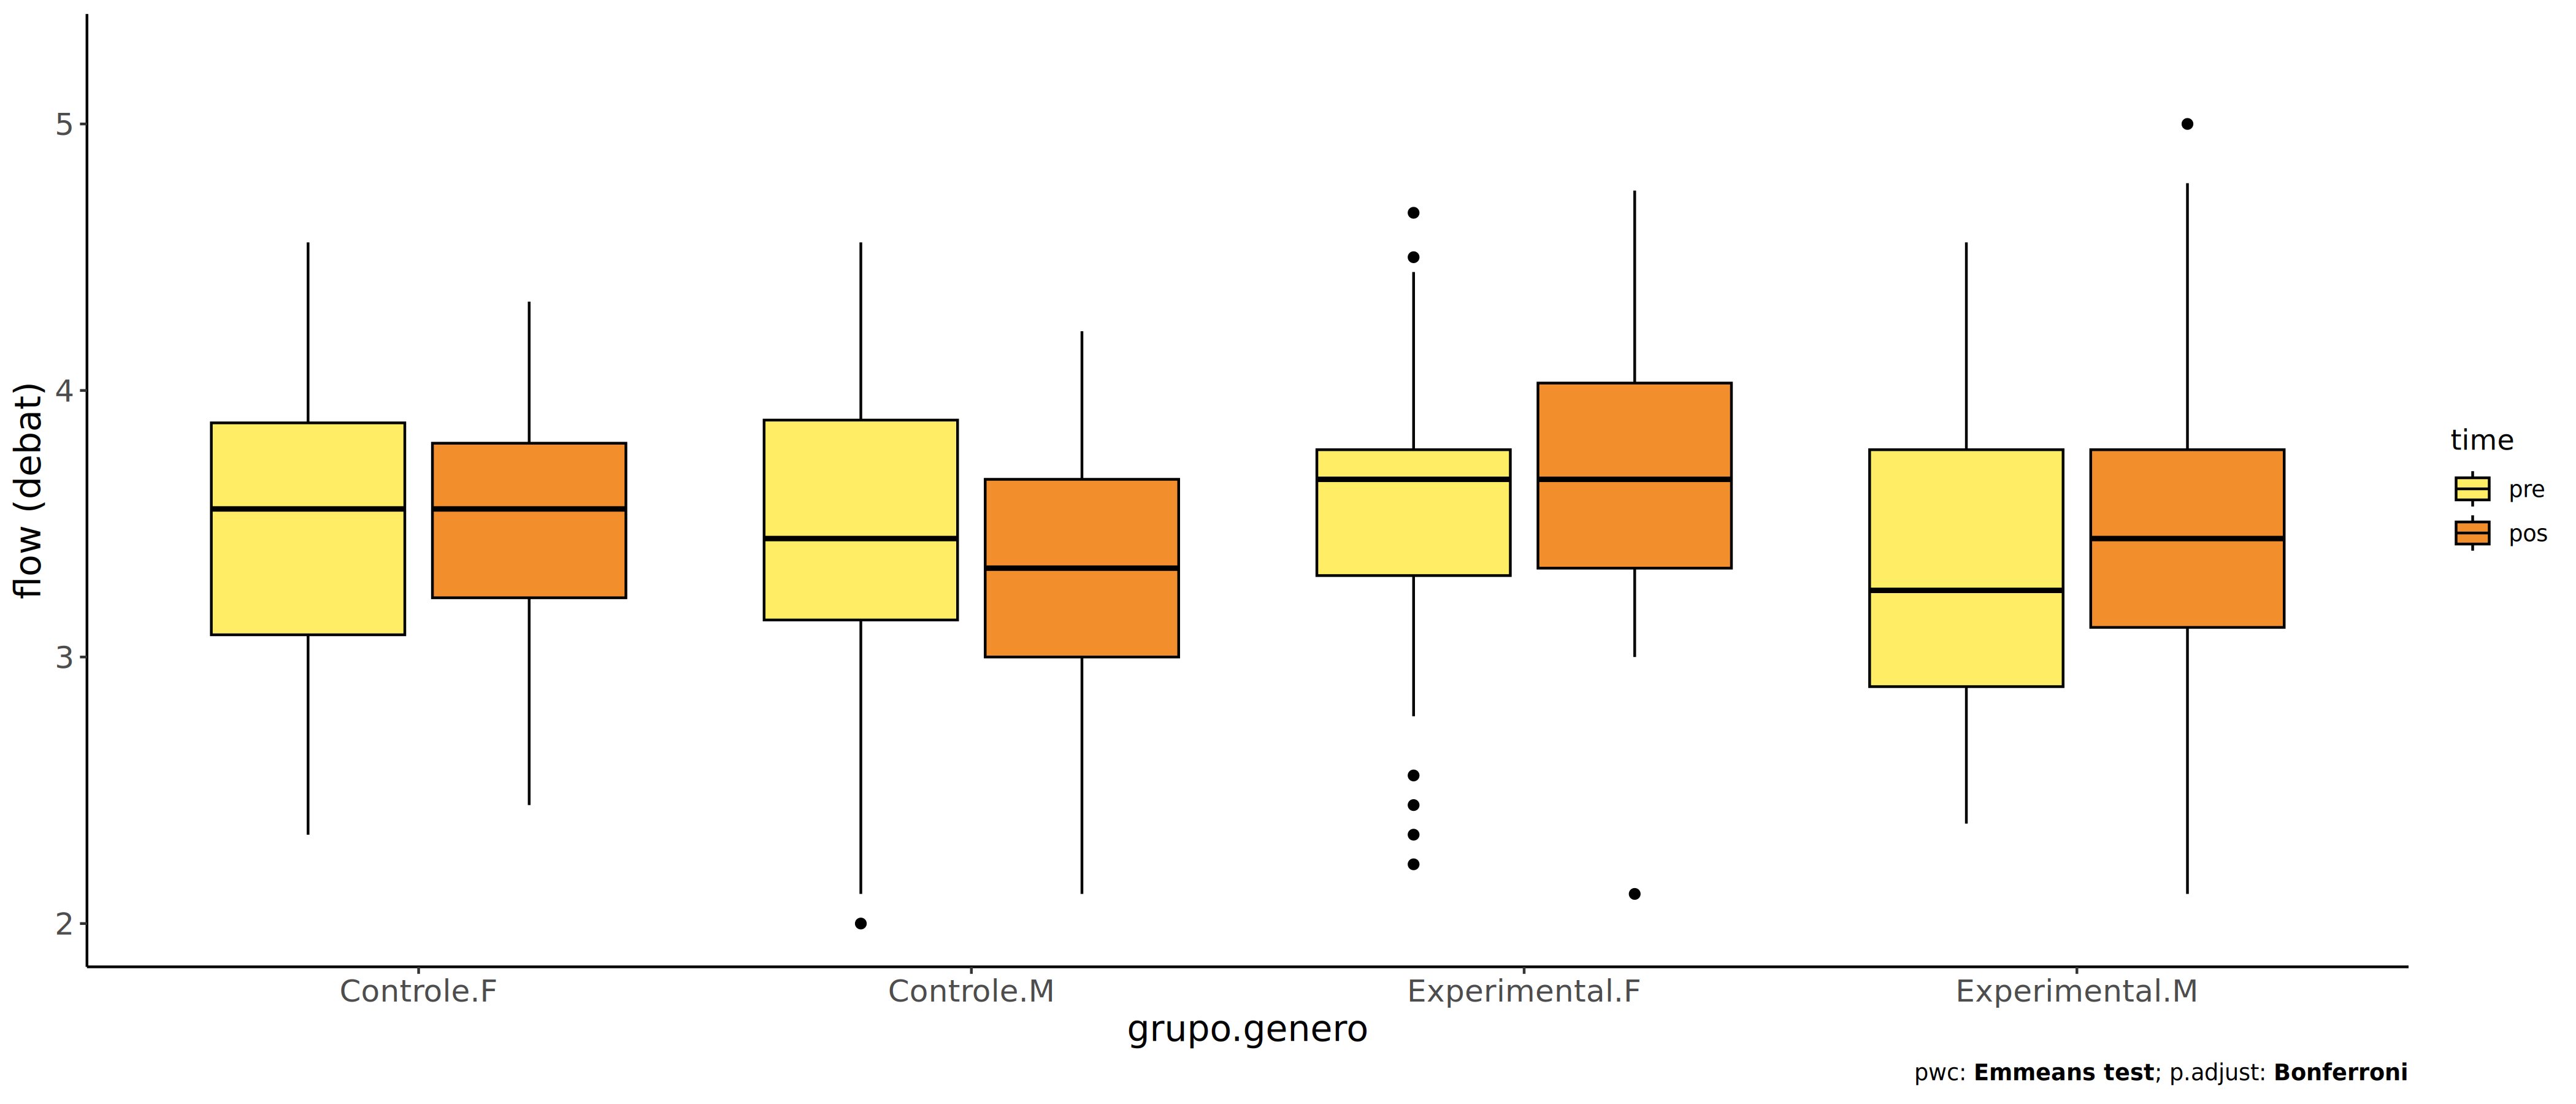 flow (debat)
5
4
3
2
Controle.F
Controle.M
Experimental.F
Experimental.M
grupo.genero
time
pre
pos
pwc: Emmeans test; p.adjust: Bonferroni